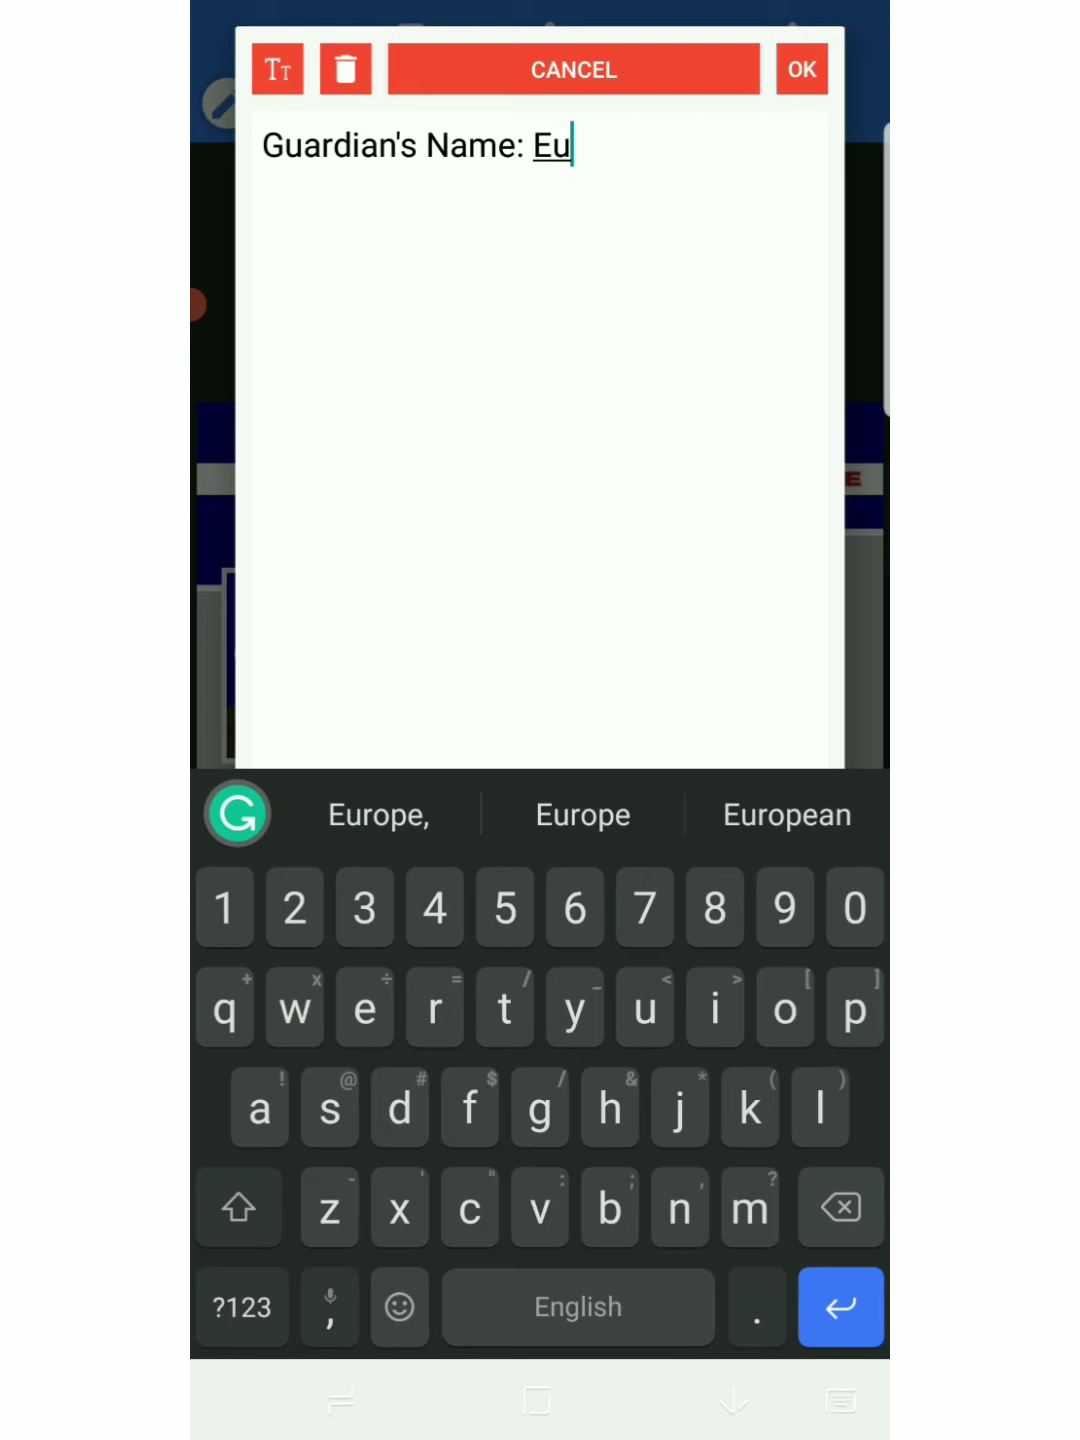 TT CANCEL OK
Guardian's Name: Eu
E
G Europe, Europe European
1 2 3 4 5 6 7 8 9 0
+ x ÷ = / _ < > [ ]
q w e r t y u i o p
! @ # $ / & * ( )
a s d f g h j k l
- ' " : ; , ?
z x c v b n m
?123 , English .